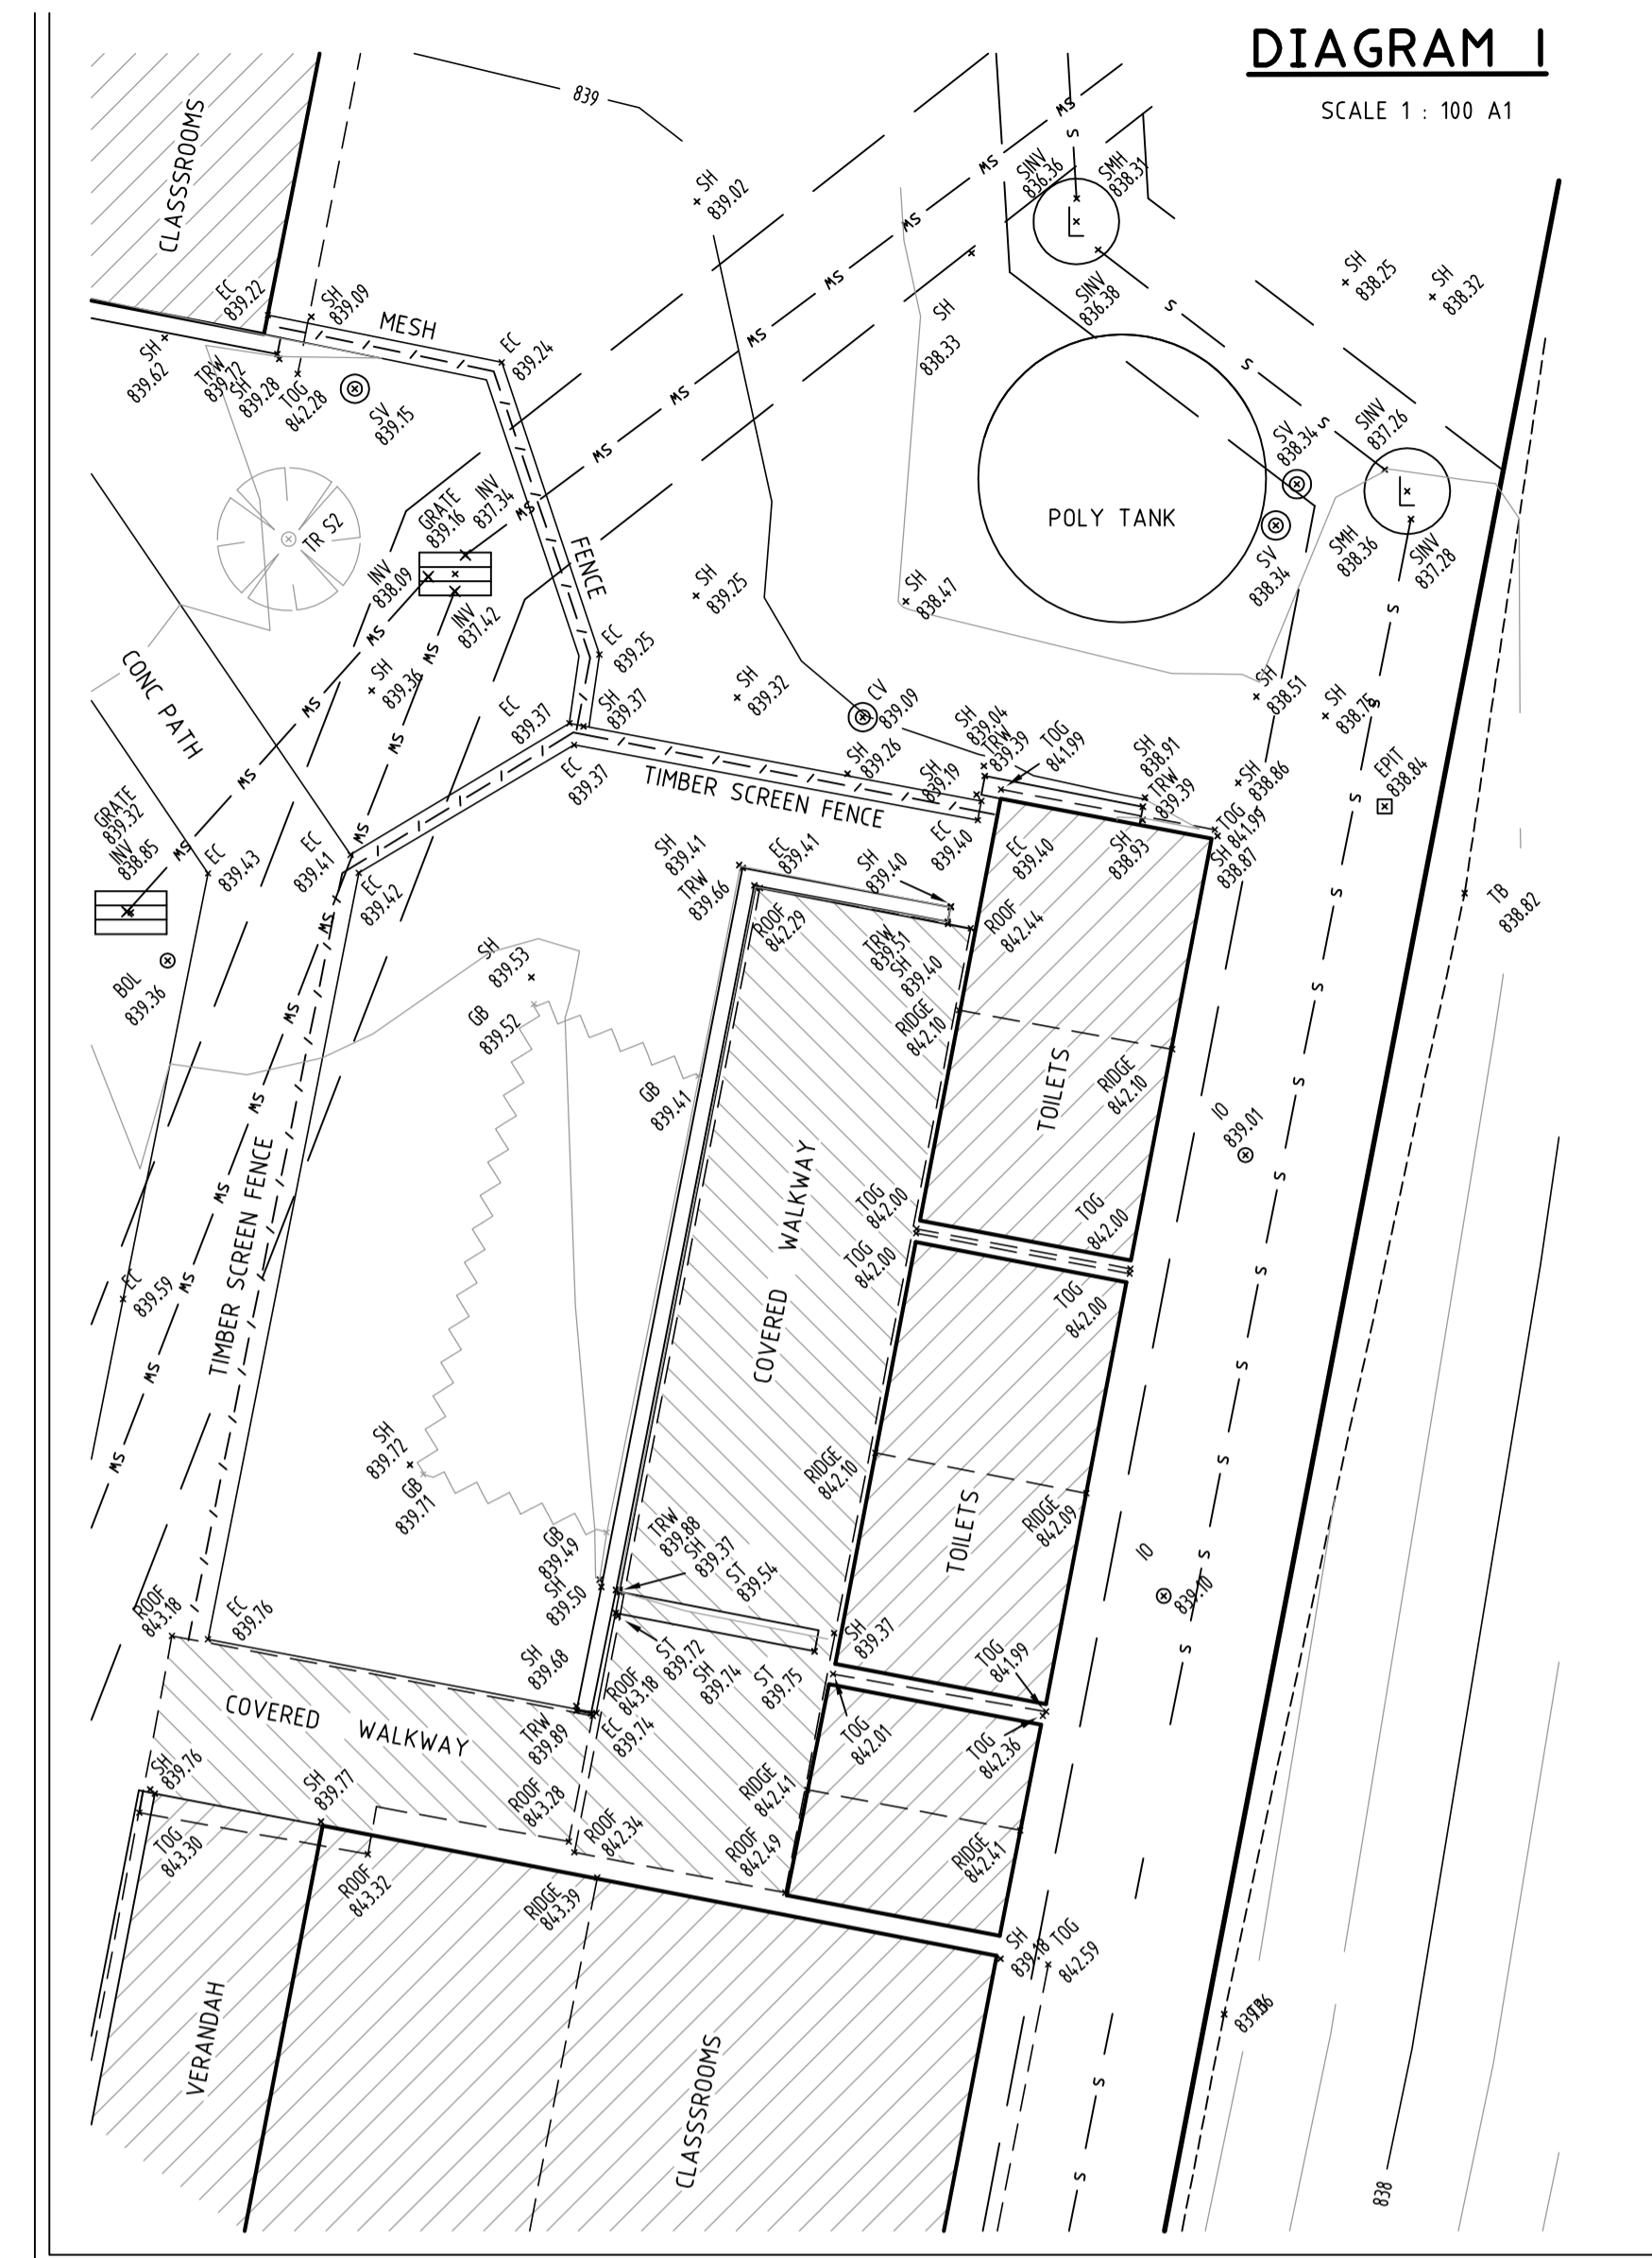 DIAGRAM 1
SCALE 1 : 100 A1
CLASSSROOMS
839
SH
839.02
SW
S
SINV
836.36
SMH
838.31
SINV
836.38
SH
838.25
SH
838.32
EC
839.22
SH
839.09
MESH
EC
839.24
SH
839.62
TRW
839.72
SH
839.28
TOG
842.28
SV
839.15
SH
838.33
SW
SW
SW
SW
SW
SW
SW
S
S
S
SINV
837.26
SV
838.34
POLY TANK
SV
838.34
SMH
838.36
SINV
837.28
TR S2
GRATE
839.16
INV
837.34
INV
838.09
INV
837.42
FENCE
SH
839.25
SH
838.47
EC
839.25
SH
839.36
CONC PATH
EC
839.37
SH
839.37
SH
839.32
CV
839.09
SH
838.51
SH
838.75
EC
839.37
SH
839.26
TIMBER SCREEN FENCE
SH
839.19
SH
839.04
TRW
839.39
TOG
841.99
SH
838.91
TRW
839.39
SH
838.86
EPIT
838.84
GRATE
839.32
INV
838.85
EC
839.43
EC
839.41
EC
839.42
SH
839.41
TRW
839.66
EC
839.41
SH
839.40
EC
839.40
EC
839.40
SH
838.93
TOG
841.99
SH
838.87
TB
838.82
ROOF
842.29
TRW
839.51
SH
839.40
ROOF
842.44
BOL
839.36
SH
839.53
GB
839.52
GB
839.41
RIDGE
842.10
RIDGE
842.10
TOILETS
IO
839.01
COVERED WALKWAY
TOG
842.00
TOG
842.00
TOG
842.00
TOG
842.00
EC
839.59
TIMBER SCREEN FENCE
SH
839.72
GB
839.71
RIDGE
842.10
RIDGE
842.09
TOILETS
GB
839.49
SH
839.50
TRW
839.88
SH
839.37
ST
839.54
IO
839.10
ROOF
843.18
EC
839.76
SH
839.68
ST
839.72
SH
839.74
ST
839.75
SH
839.37
ROOF
843.18
TOG
841.99
COVERED WALKWAY
TRW
839.89
EC
839.74
TOG
842.01
TOG
842.36
SH
839.76
SH
839.77
ROOF
843.28
ROOF
842.34
RIDGE
842.41
RIDGE
842.41
TOG
843.30
ROOF
843.32
RIDGE
843.39
ROOF
842.49
SH
839.18
TOG
842.59
VERANDAH
CLASSSROOMS
838